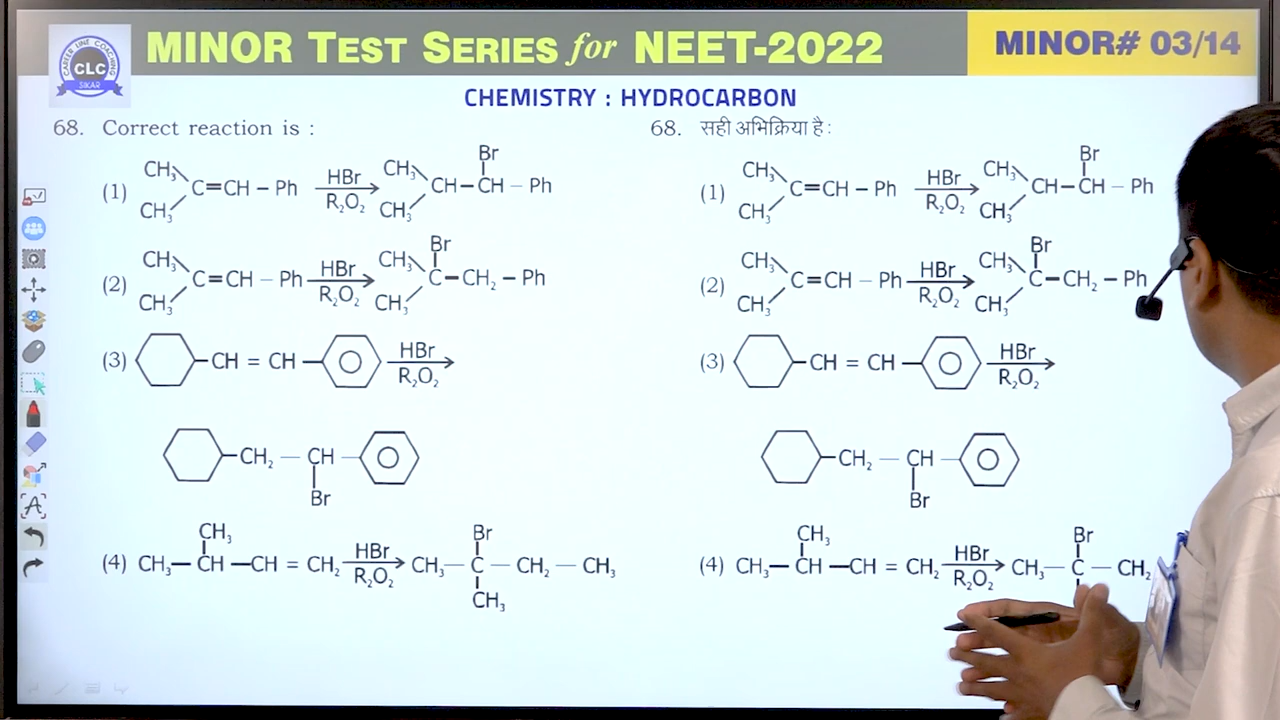 CAREER LINE COACHING
CLC
SIKAR
MINOR TEST SERIES for NEET-2022
MINOR# 03/14
CHEMISTRY : HYDROCARBON
68. Correct reaction is :
(1) CH₃ CH₃ C=CH – Ph HBr R₂O₂ CH₃ CH₃ CH – CH – Ph Br
(2) CH₃ CH₃ C=CH – Ph HBr R₂O₂ CH₃ CH₃ C – CH₂ – Ph Br
(3) CH = CH HBr R₂O₂
CH₂ – CH
Br
(4) CH₃ – CH – CH = CH₂ CH₃ HBr R₂O₂ CH₃ – C – CH₂ – CH₃ Br CH₃
68. सही अभिक्रिया है :
(1) CH₃ CH₃ C=CH – Ph HBr R₂O₂ CH₃ CH₃ CH – CH – Ph Br
(2) CH₃ CH₃ C=CH – Ph HBr R₂O₂ CH₃ CH₃ C – CH₂ – Ph Br
(3) CH = CH HBr R₂O₂
CH₂ – CH
Br
(4) CH₃ – CH – CH = CH₂ CH₃ HBr R₂O₂ CH₃ – C – CH₂ Br